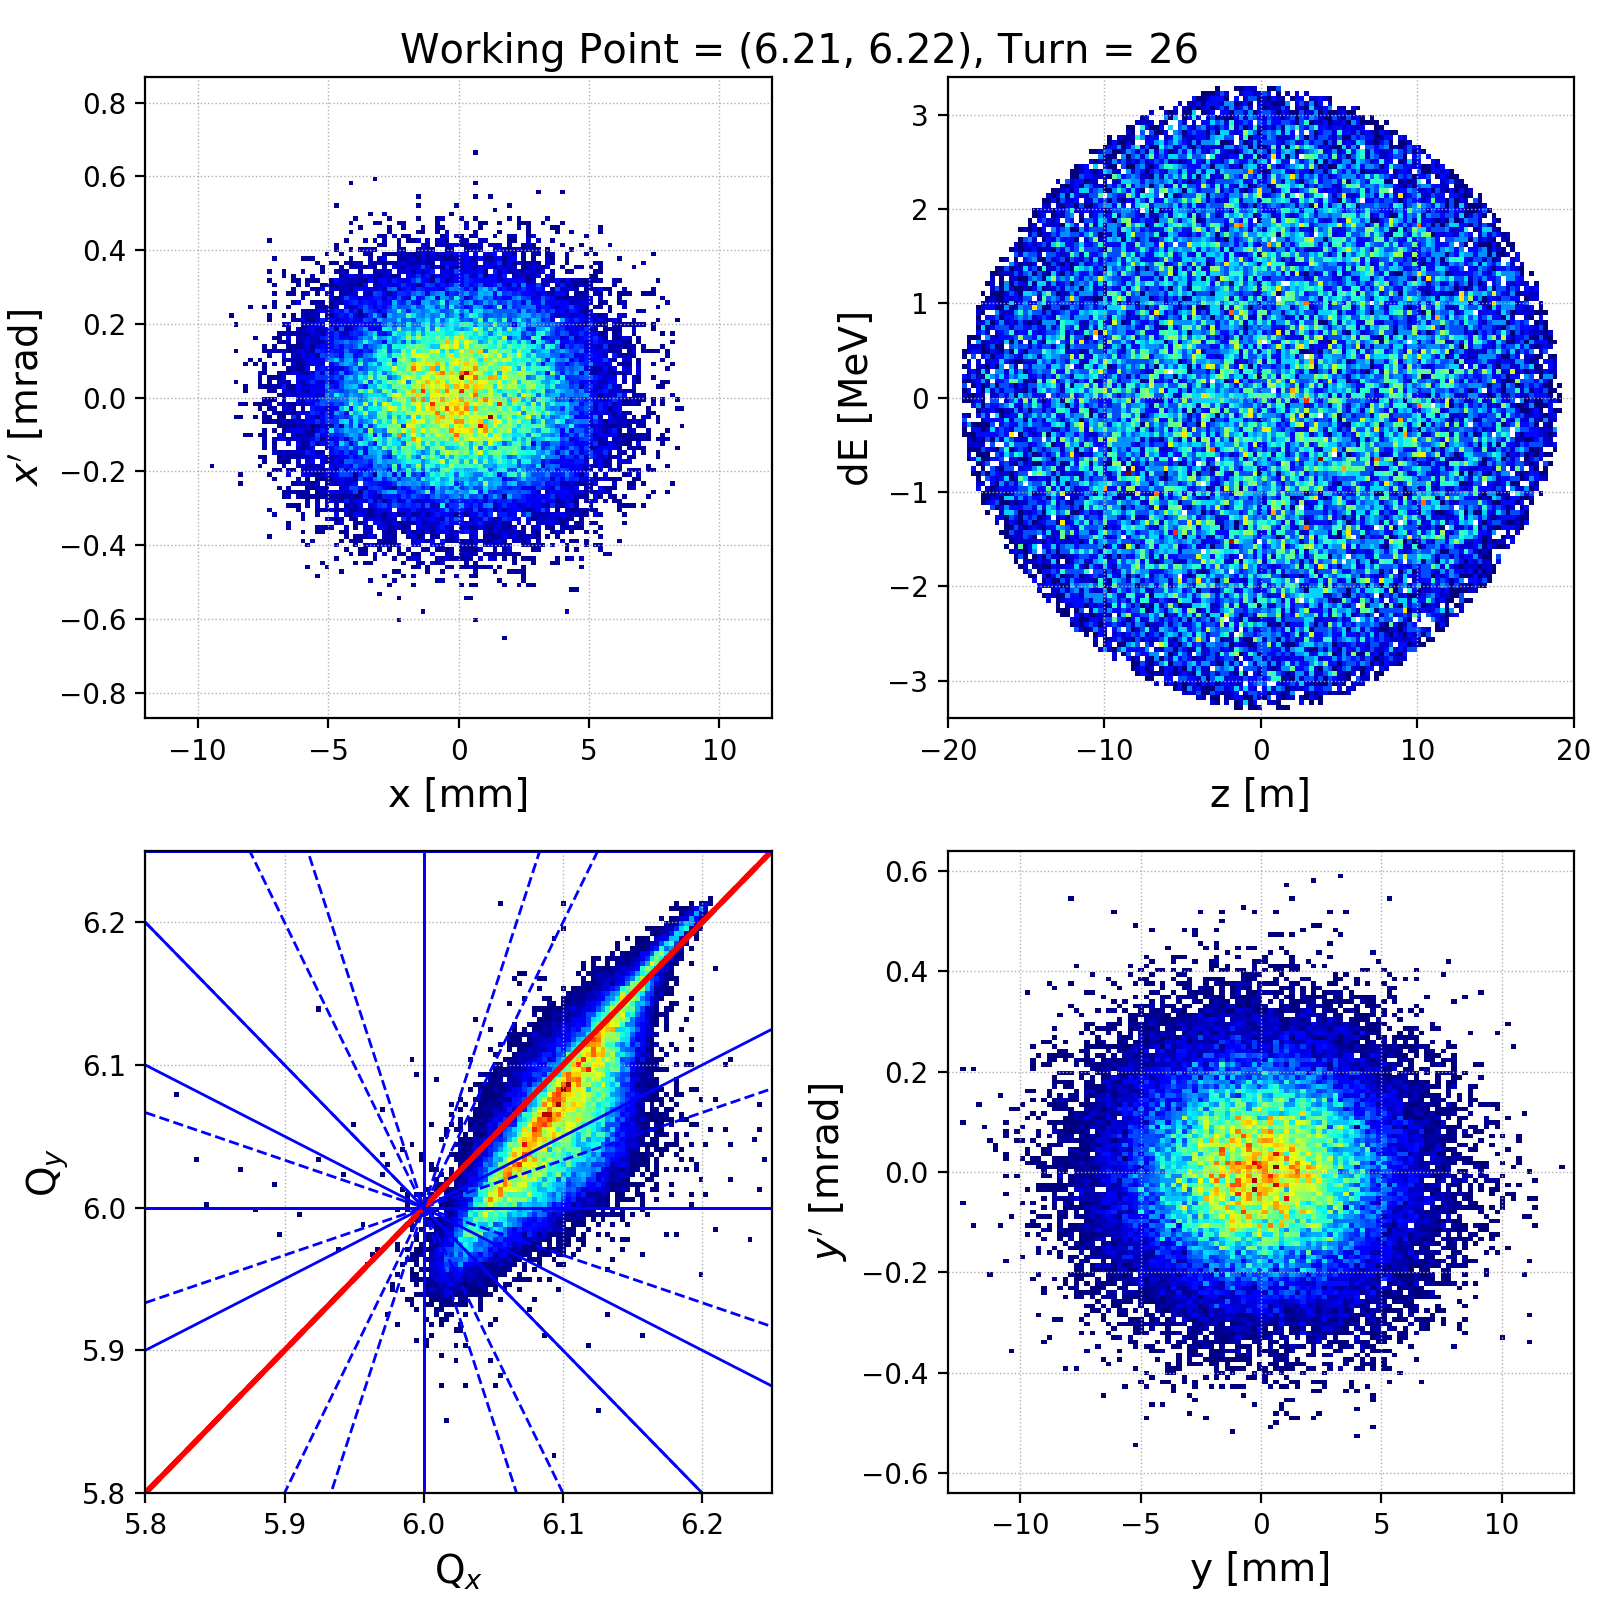 Working Point = (6.21, 6.22), Turn = 26
0.8
0.6
0.4
0.2
0.0
−0.2
−0.4
−0.6
−0.8
x′ [mrad]
−10 −5 0 5 10
x [mm]
3
2
1
0
−1
−2
−3
dE [MeV]
−20 −10 0 10 20
z [m]
6.2
6.1
6.0
5.9
5.8
Qy
5.8 5.9 6.0 6.1 6.2
Qx
0.6
0.4
0.2
0.0
−0.2
−0.4
−0.6
y′ [mrad]
−10 −5 0 5 10
y [mm]